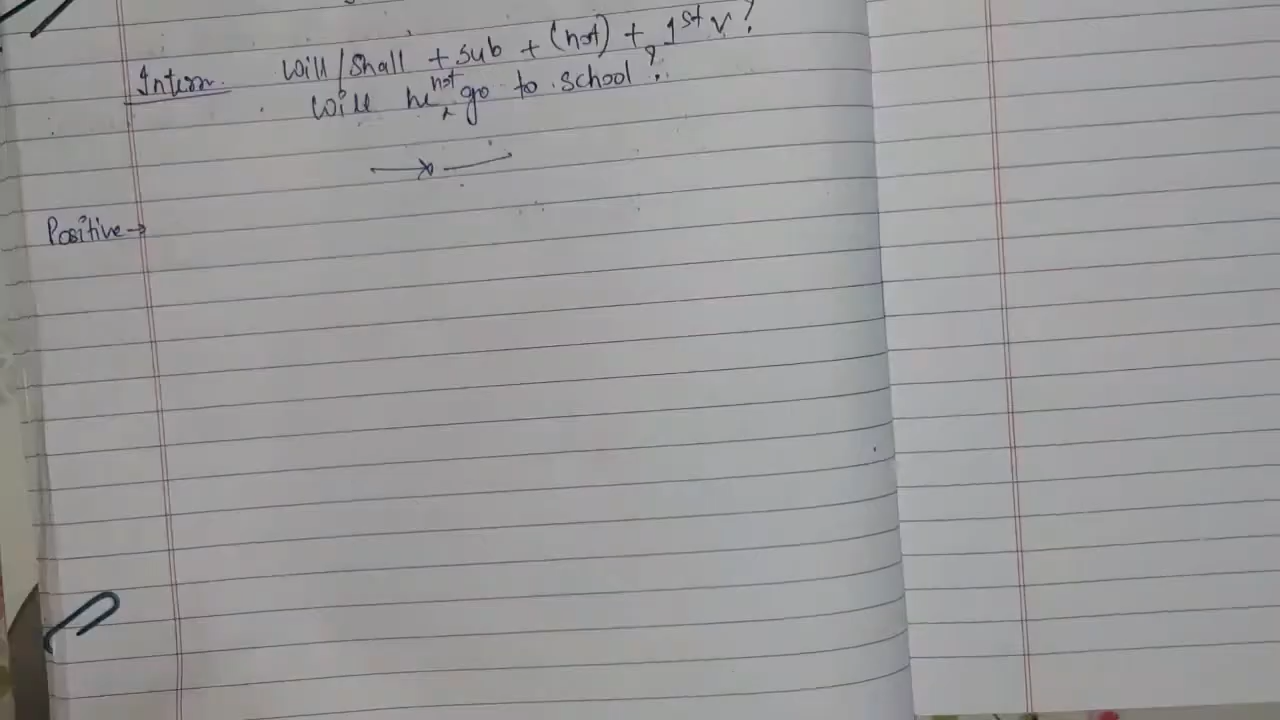 Interr. will/shall + sub + (not) + 1st v?
will he not go to school?
Positive →